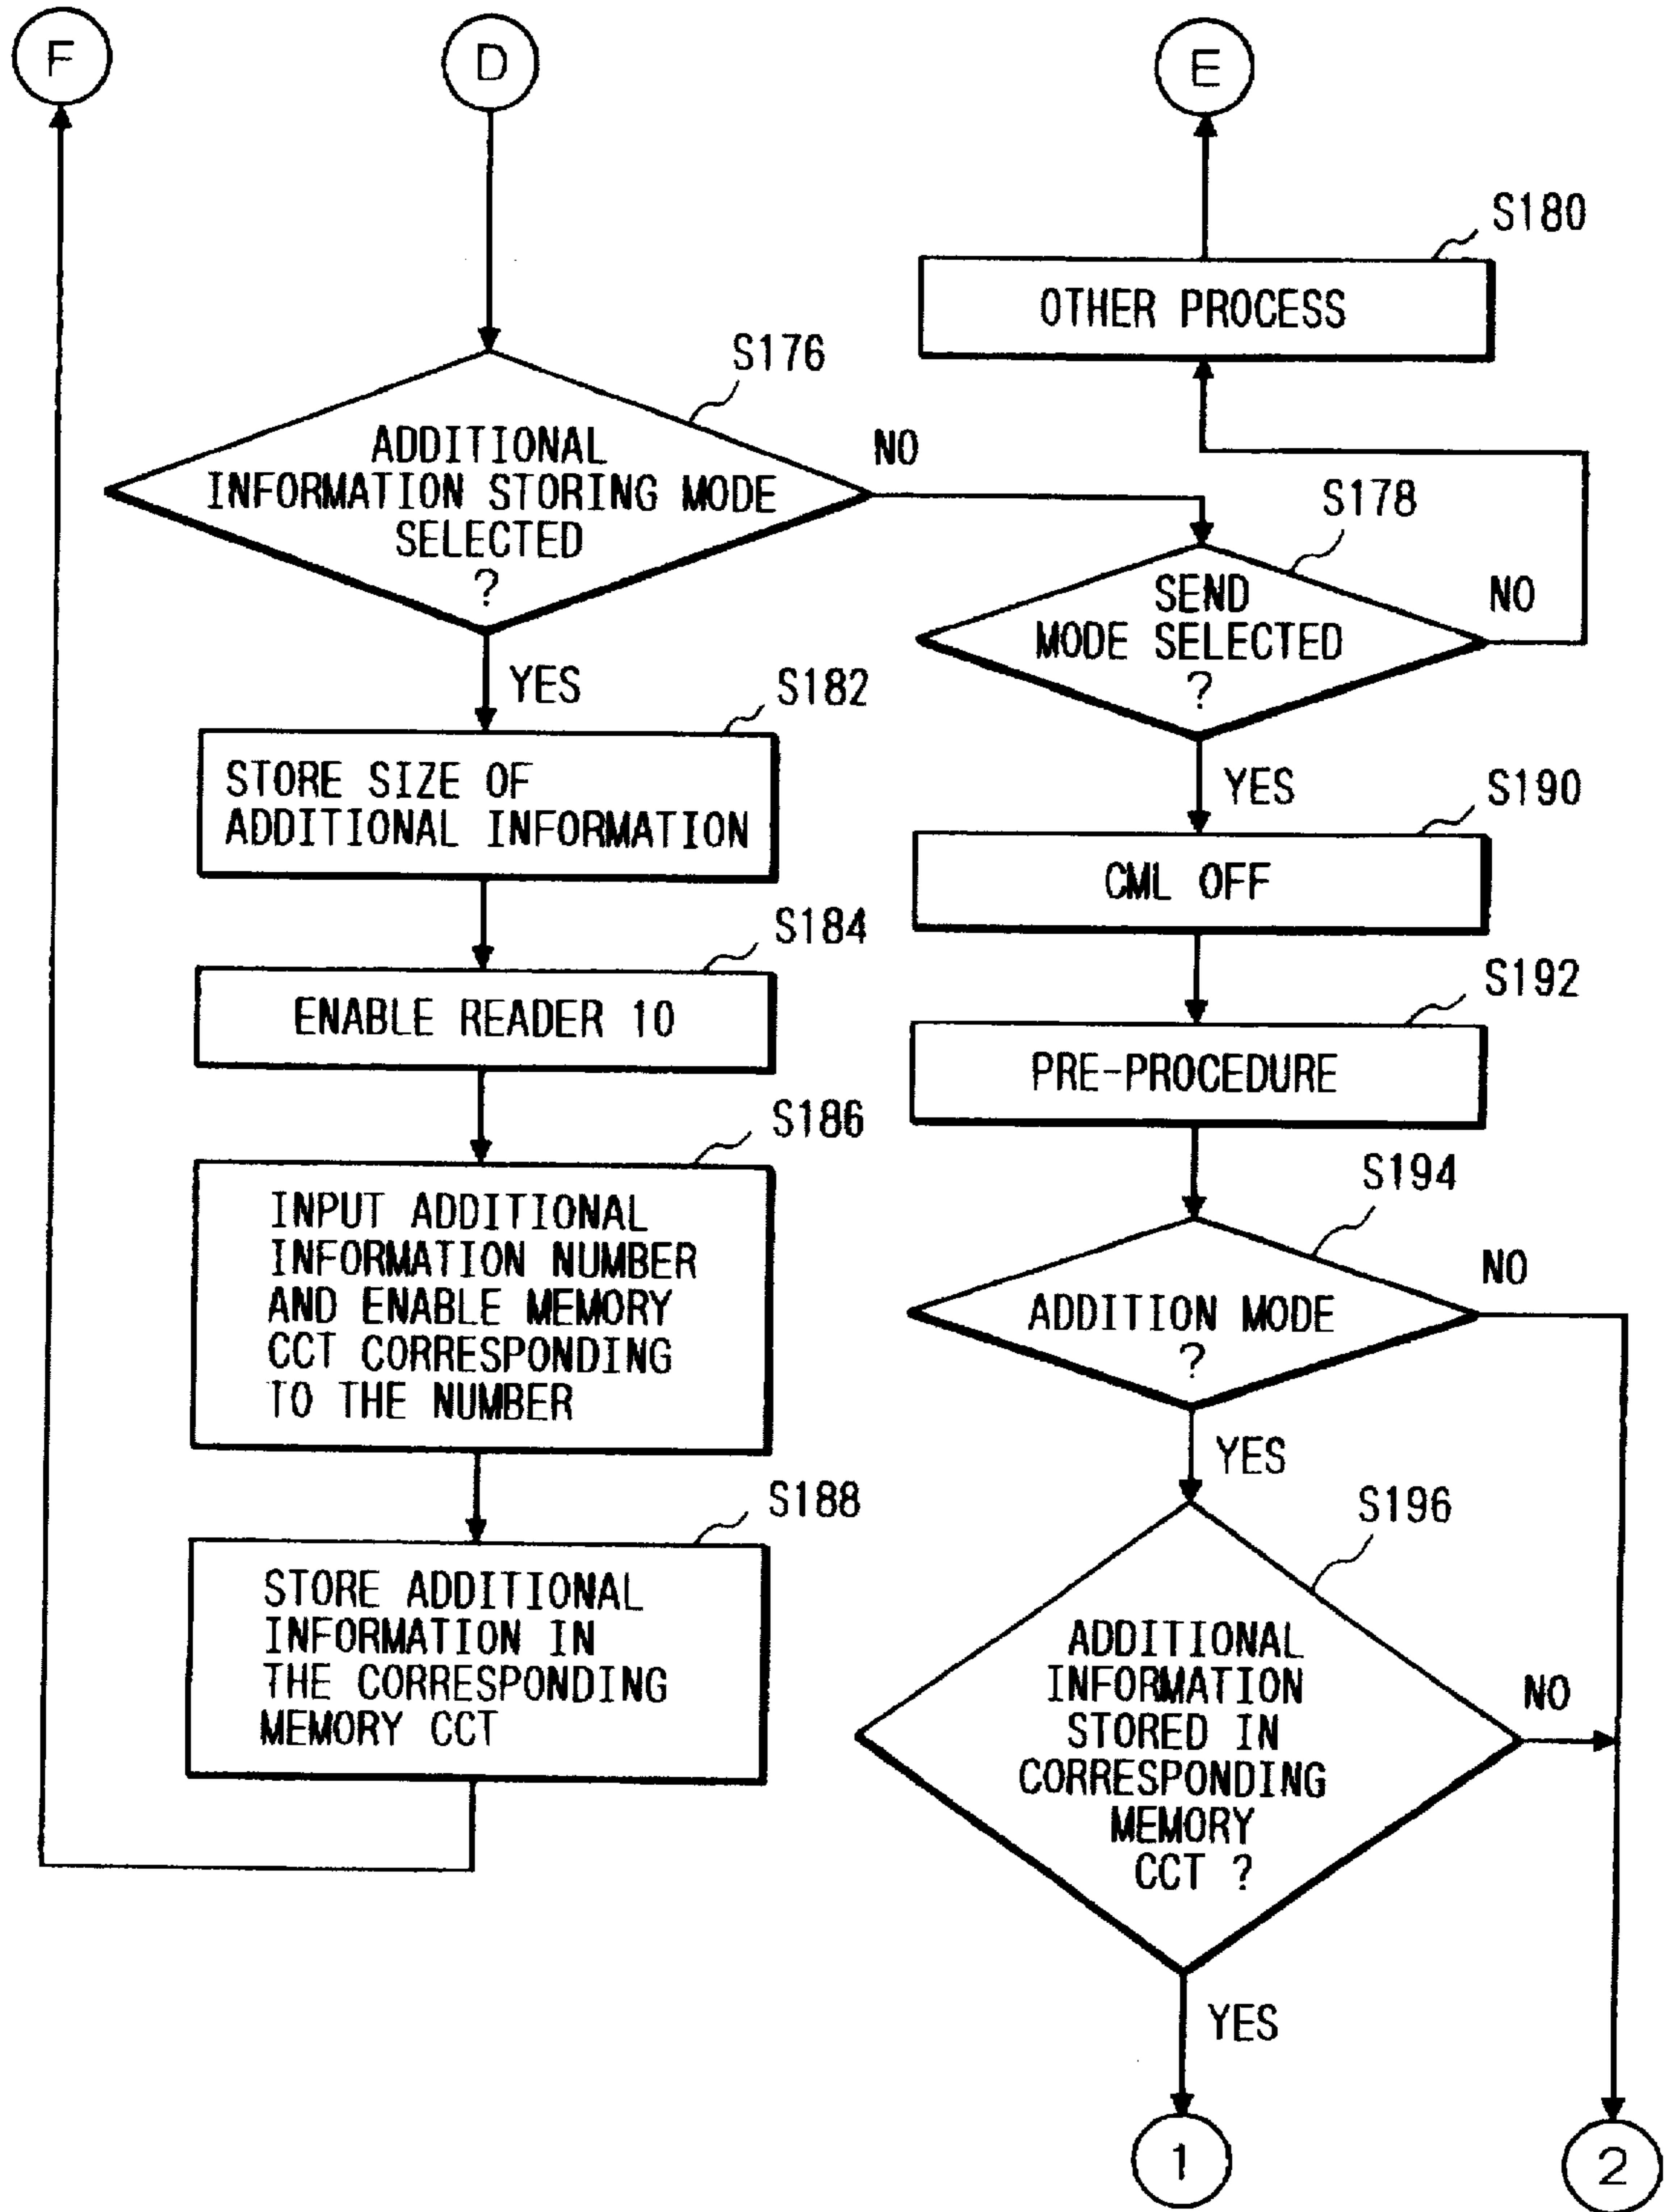 F
D
E
S180
OTHER PROCESS
S176
ADDITIONAL
INFORMATION STORING MODE
SELECTED
?
NO
S178
SEND
MODE SELECTED
?
NO
YES
S182
STORE SIZE OF
ADDITIONAL INFORMATION
YES
S190
CML OFF
S184
ENABLE READER 10
S192
PRE-PROCEDURE
S186
INPUT ADDITIONAL
INFORMATION NUMBER
AND ENABLE MEMORY
CCT CORRESPONDING
TO THE NUMBER
S194
ADDITION MODE
?
NO
YES
S188
STORE ADDITIONAL
INFORMATION IN
THE CORRESPONDING
MEMORY CCT
S196
ADDITIONAL
INFORMATION
STORED IN
CORRESPONDING
MEMORY
CCT ?
NO
YES
1
2